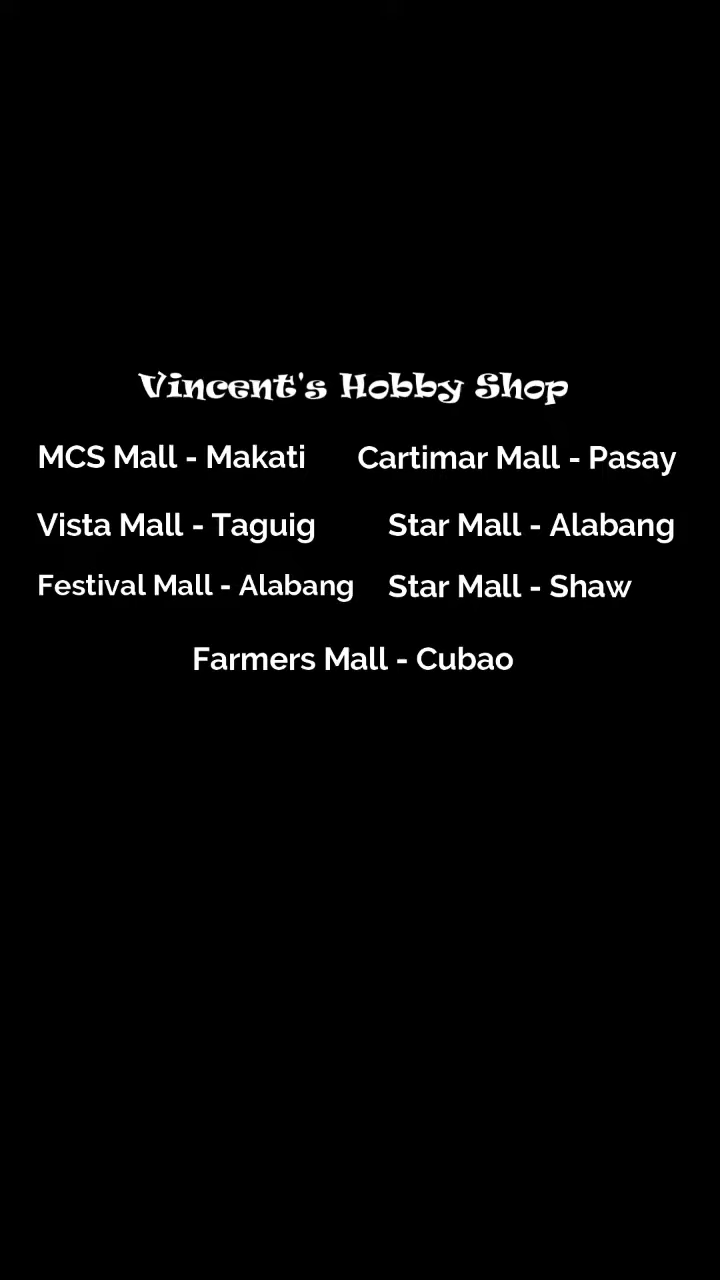 Vincent's Hobby Shop
MCS Mall - Makati Cartimar Mall - Pasay
Vista Mall - Taguig Star Mall - Alabang
Festival Mall - Alabang Star Mall - Shaw
Farmers Mall - Cubao